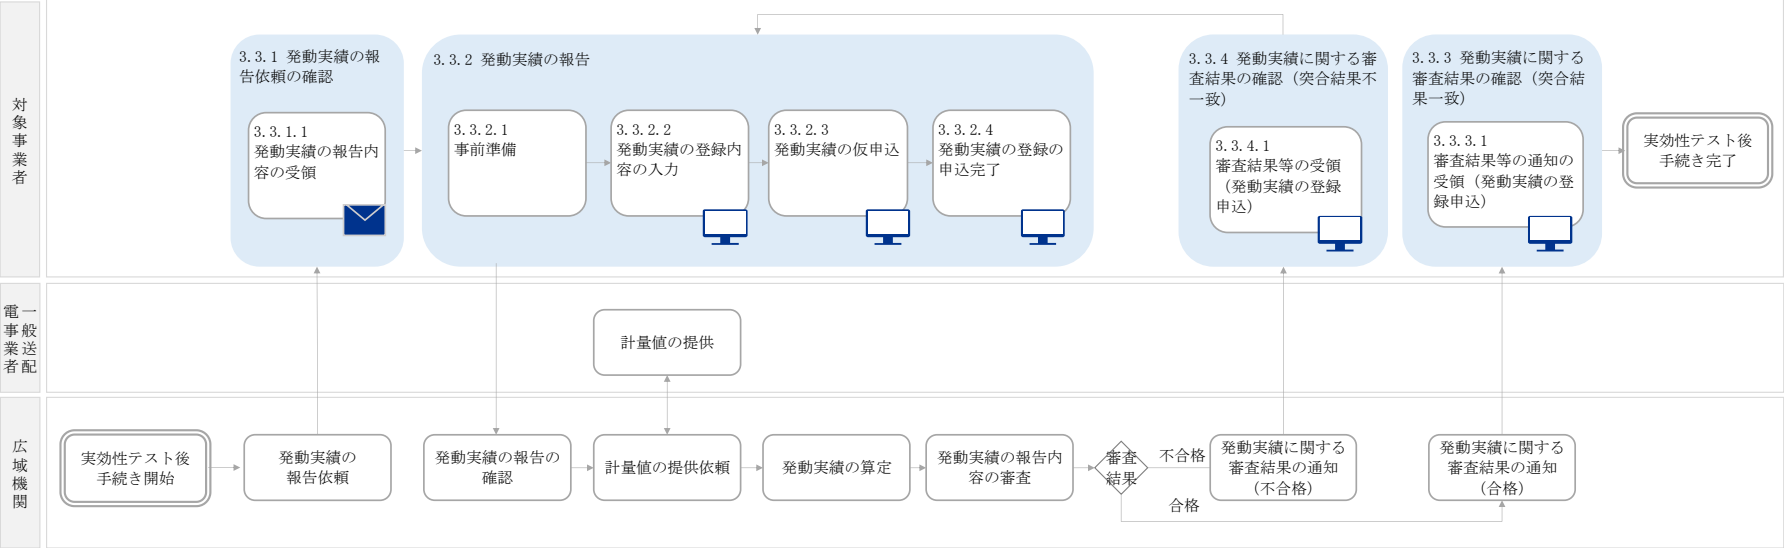 対象事業者
3.3.1 発動実績の報
告依頼の確認
3.3.1.1
発動実績の報告内
容の受領
3.3.2 発動実績の報告
3.3.2.1
事前準備
3.3.2.2
発動実績の登録内
容の入力
3.3.2.3
発動実績の仮申込
3.3.2.4
発動実績の登録の
申込完了
3.3.4 発動実績に関する審
査結果の確認（突合結果不
一致）
3.3.4.1
審査結果等の受領
（発動実績の登録
申込）
3.3.3 発動実績に関する
審査結果の確認（突合結
果一致）
3.3.3.1
審査結果等の通知の
受領（発動実績の登
録申込）
実効性テスト後
手続き完了
一般送配
電事業者
計量値の提供
広域機関
実効性テスト後
手続き開始
発動実績の
報告依頼
発動実績の報告の
確認
計量値の提供依頼
発動実績の算定
発動実績の報告内
容の審査
審査
結果
不合格
合格
発動実績に関する
審査結果の通知
（不合格）
発動実績に関する
審査結果の通知
（合格）